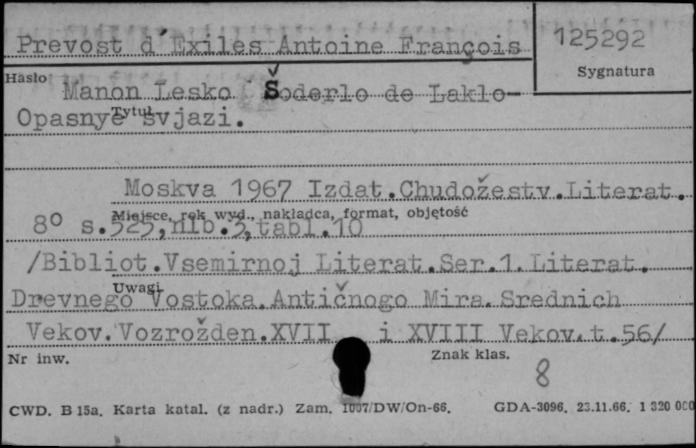 Prevost d'Exiles Antoine François
125292
Hasło
Sygnatura
Manon Lesko Šoderlo de Laklo-
Tytuł
Opasnye svjazi.
Moskva 1967 Izdat.Chudožestv.Literat.
Miejsce, rok wyd., nakładca, format, objętość
8o s.525,nlb.3,tabl.10
/Bibliot.Vsemirnoj Literat.Ser.1.Literat.
Uwagi
Drevnego Vostoka.Antičnogo Mira.Srednich
Vekov.Vozrožden.XVII i XVIII Vekov.t.56/
Nr inw.
Znak klas.
8
CWD. B 15a. Karta katal. (z nadr.) Zam. 1007/DW/On-66. GDA-3096. 23.11.66. 1 320 000